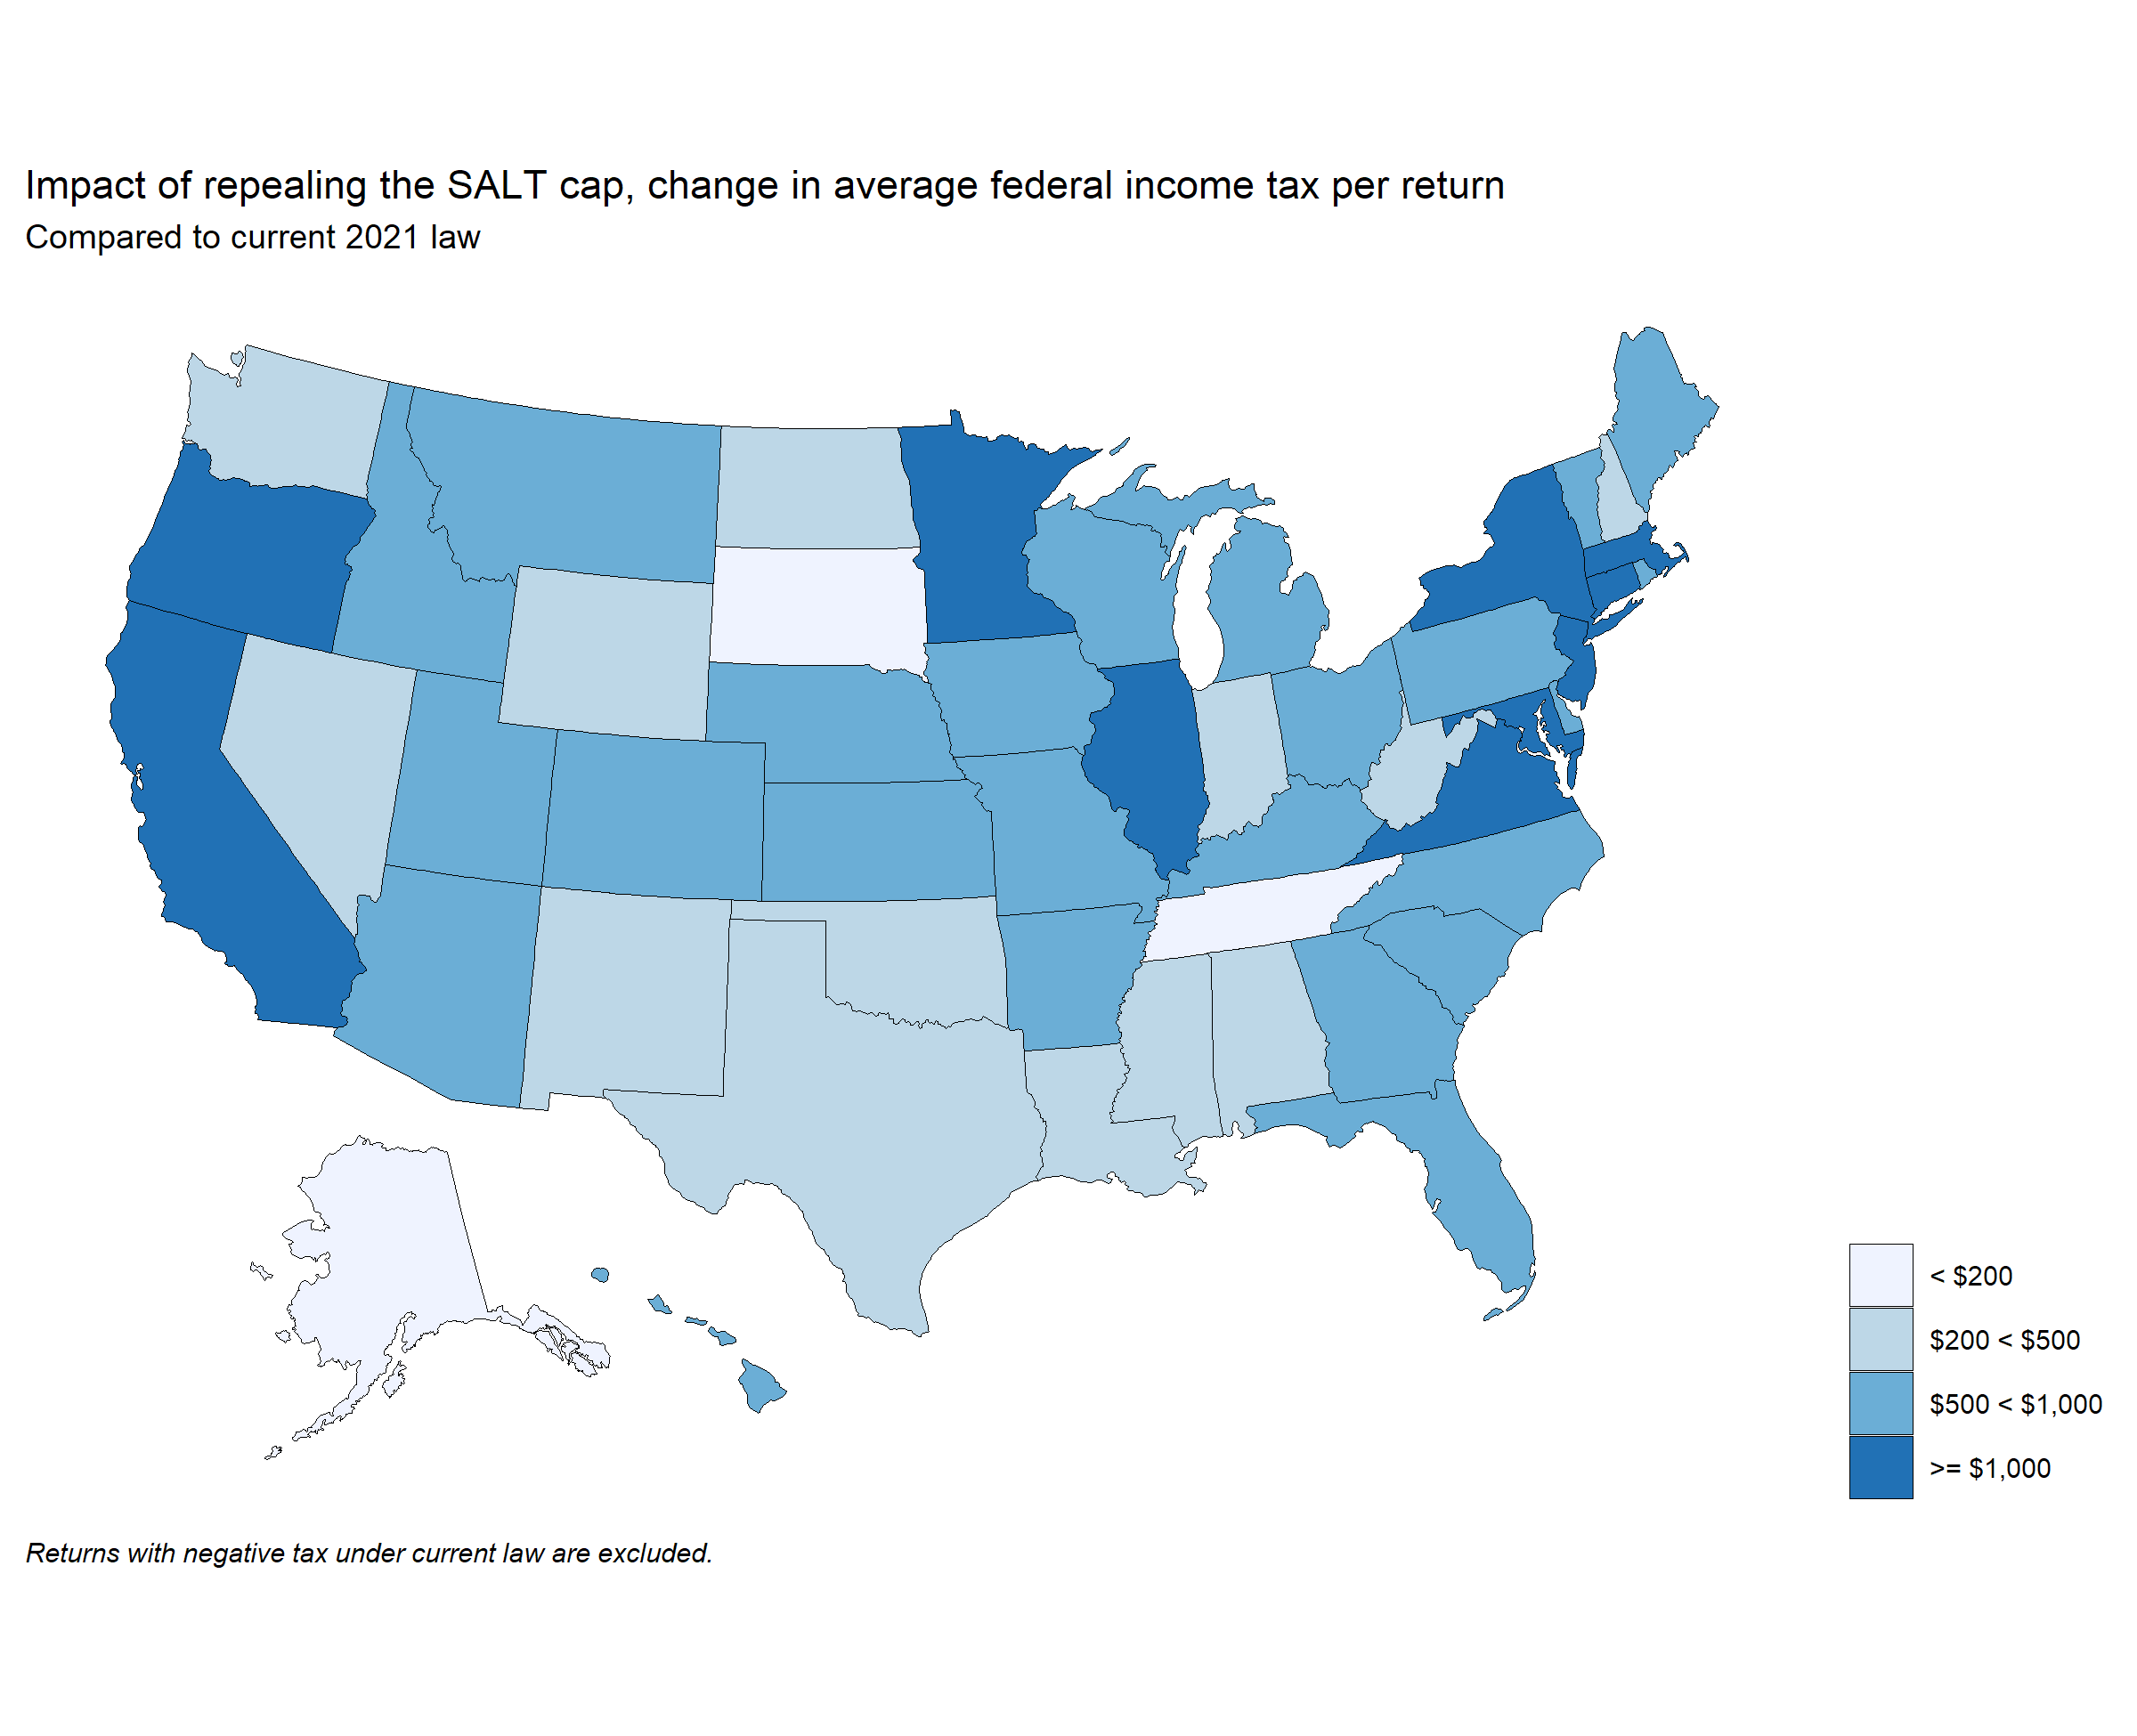 Impact of repealing the SALT cap, change in average federal income tax per return
Compared to current 2021 law
< $200
$200 < $500
$500 < $1,000
>= $1,000
Returns with negative tax under current law are excluded.